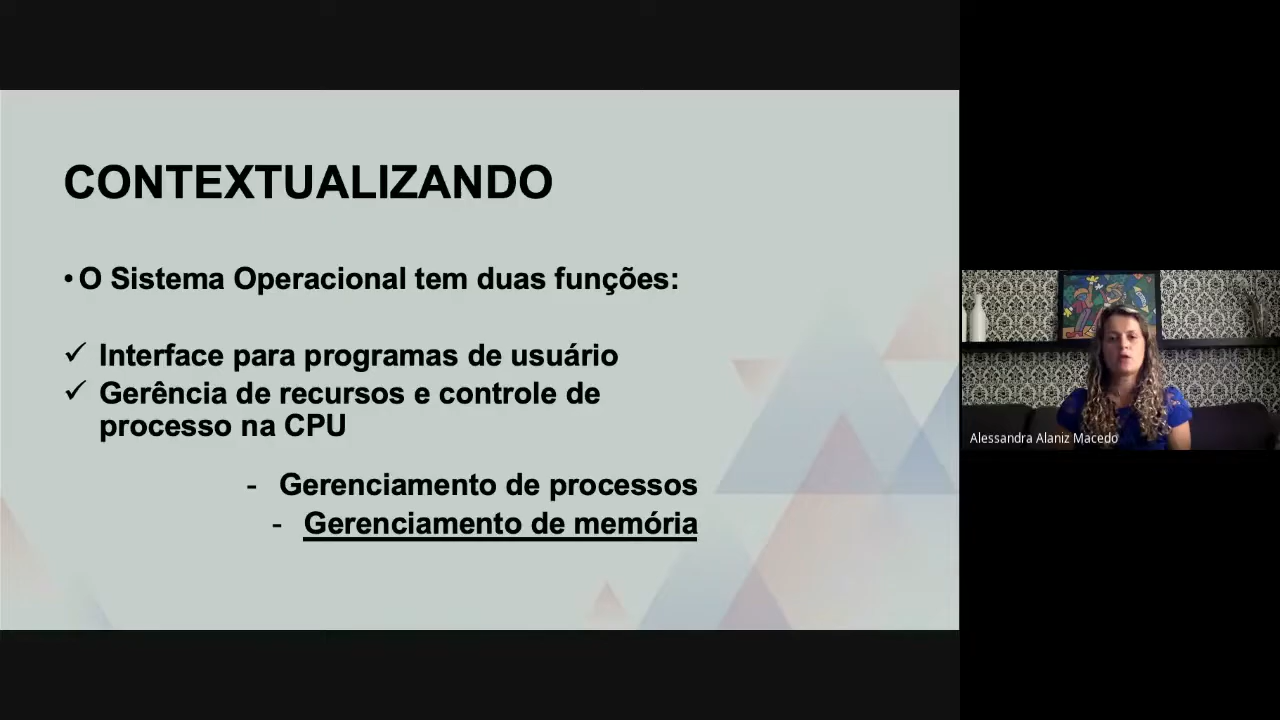 CONTEXTUALIZANDO
• O Sistema Operacional tem duas funções:
✓ Interface para programas de usuário
✓ Gerência de recursos e controle de
processo na CPU
- Gerenciamento de processos
- Gerenciamento de memória
Alessandra Alaniz Macedo